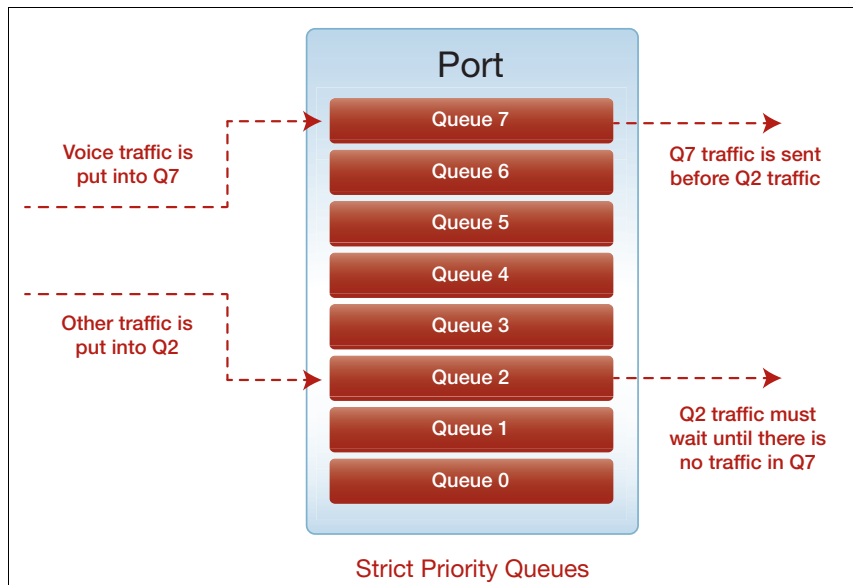 Port
Voice traffic is
put into Q7
Queue 7
Q7 traffic is sent
before Q2 traffic
Queue 6
Queue 5
Queue 4
Other traffic is
put into Q2
Queue 3
Queue 2
Q2 traffic must
wait until there is
no traffic in Q7
Queue 1
Queue 0
Strict Priority Queues